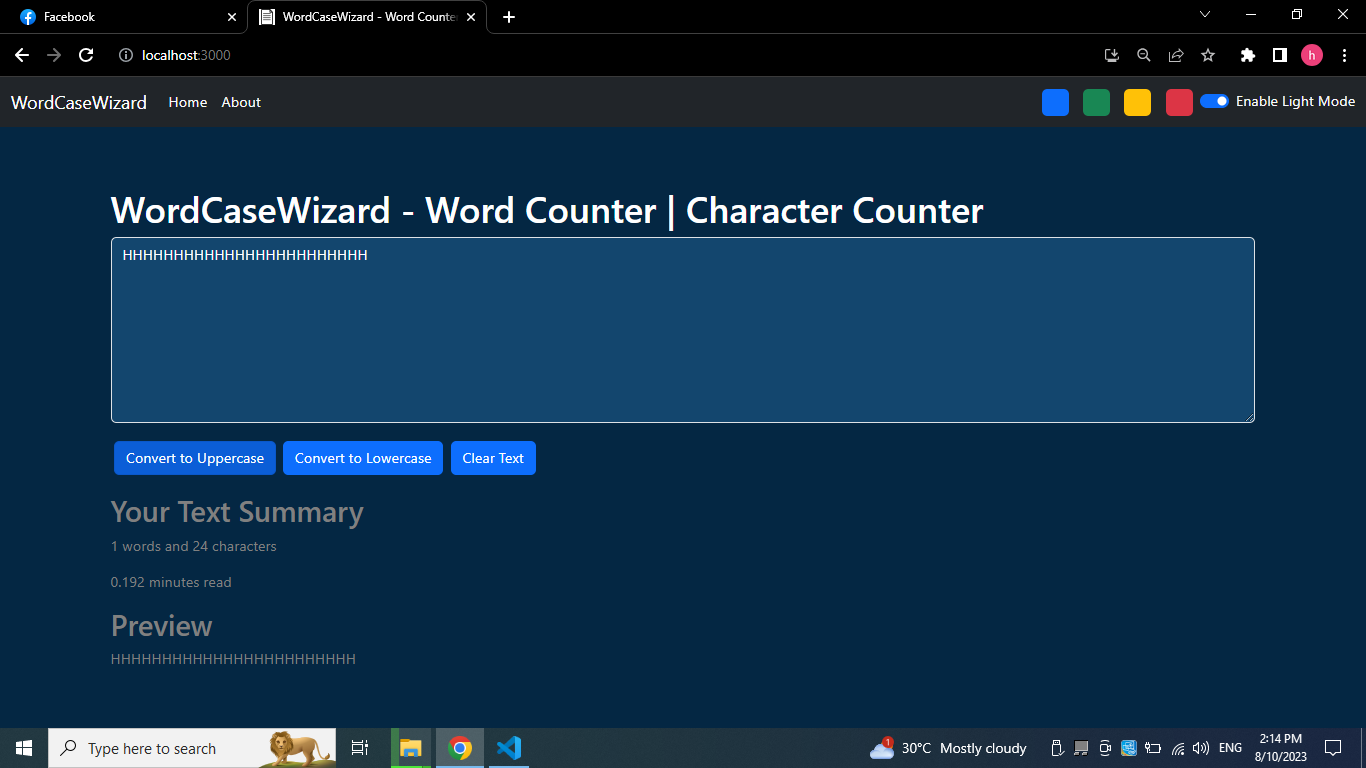 Facebook
WordCaseWizard - Word Counter
localhost:3000
h
WordCaseWizard Home About Enable Light Mode
WordCaseWizard - Word Counter | Character Counter
HHHHHHHHHHHHHHHHHHHHHHHH
Convert to Uppercase Convert to Lowercase Clear Text
Your Text Summary
1 words and 24 characters
0.192 minutes read
Preview
HHHHHHHHHHHHHHHHHHHHHHHH
Type here to search
1
30°C Mostly cloudy
ENG
2:14 PM
8/10/2023